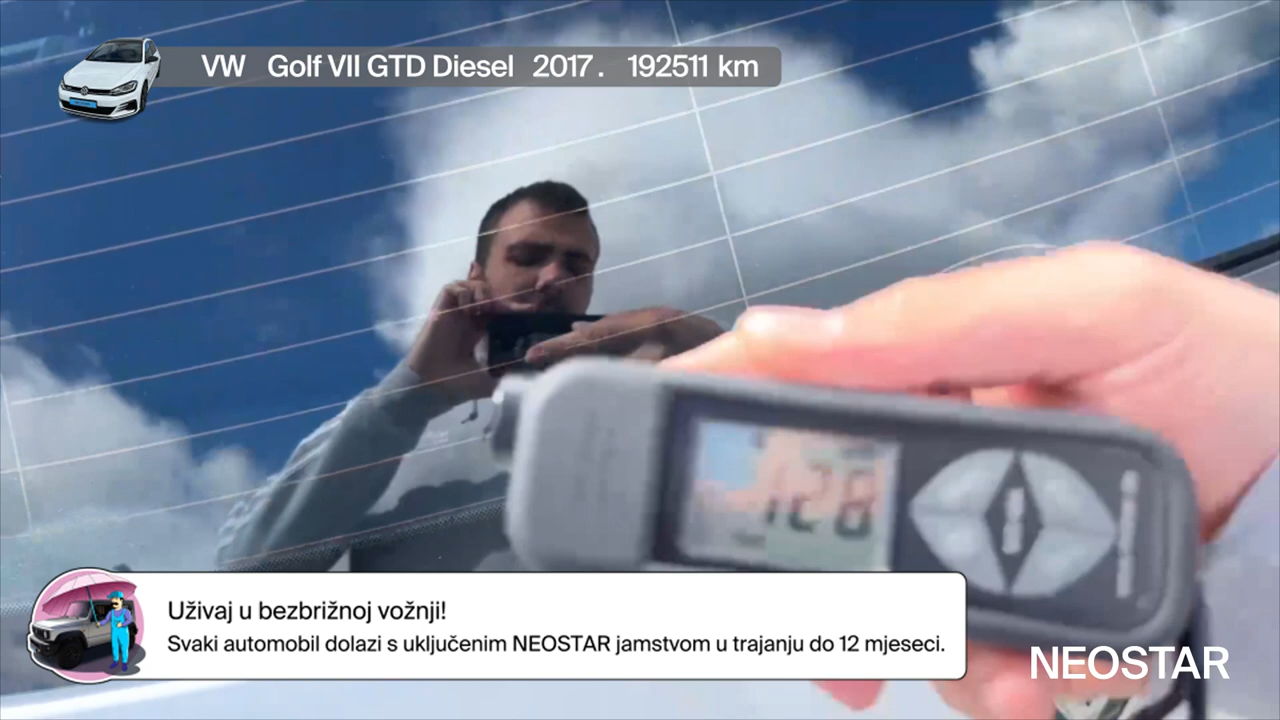 VW Golf VII GTD Diesel 2017. 192511 km
128
Uživaj u bezbrižnoj vožnji!
Svaki automobil dolazi s uključenim NEOSTAR jamstvom u trajanju do 12 mjeseci.
NEOSTAR